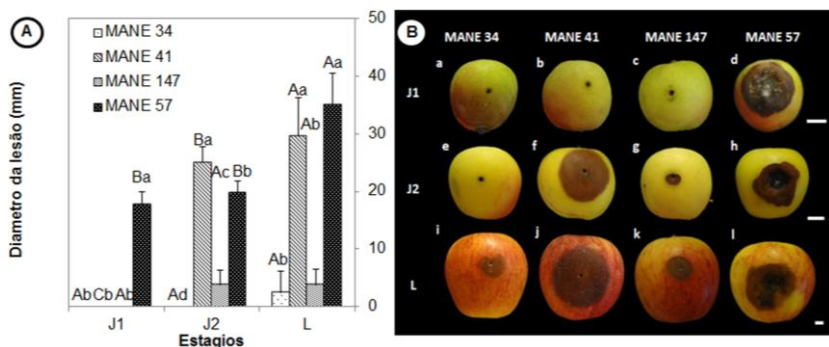 A
MANE 34
MANE 41
MANE 147
MANE 57
Diametro da lesão (mm)
50
40
30
20
10
0
Ab Cb Ab Ba
Ad Ba Ac Bb
Ab Aa Ab Aa
J1 J2 L
Estagios
B
MANE 34 MANE 41 MANE 147 MANE 57
J1 a b c d
J2 e f g h
L i j k l